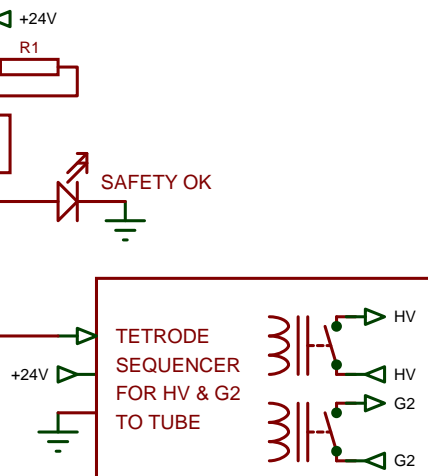 +24V
R1
SAFETY OK
TETRODE
SEQUENCER
FOR HV & G2
TO TUBE
+24V
HV
HV
G2
G2